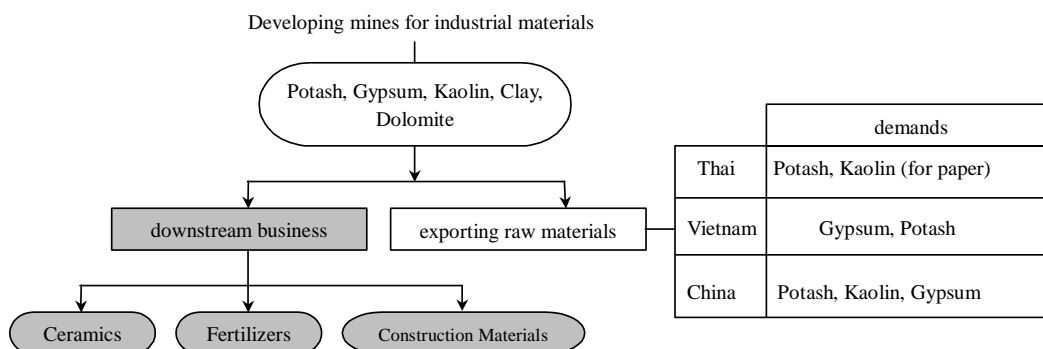 Developing mines for industrial materials
Potash, Gypsum, Kaolin, Clay,
Dolomite
demands
Thai Potash, Kaolin (for paper)
downstream business
exporting raw materials
Vietnam Gypsum, Potash
China Potash, Kaolin, Gypsum
Ceramics
Fertilizers
Construction Materials